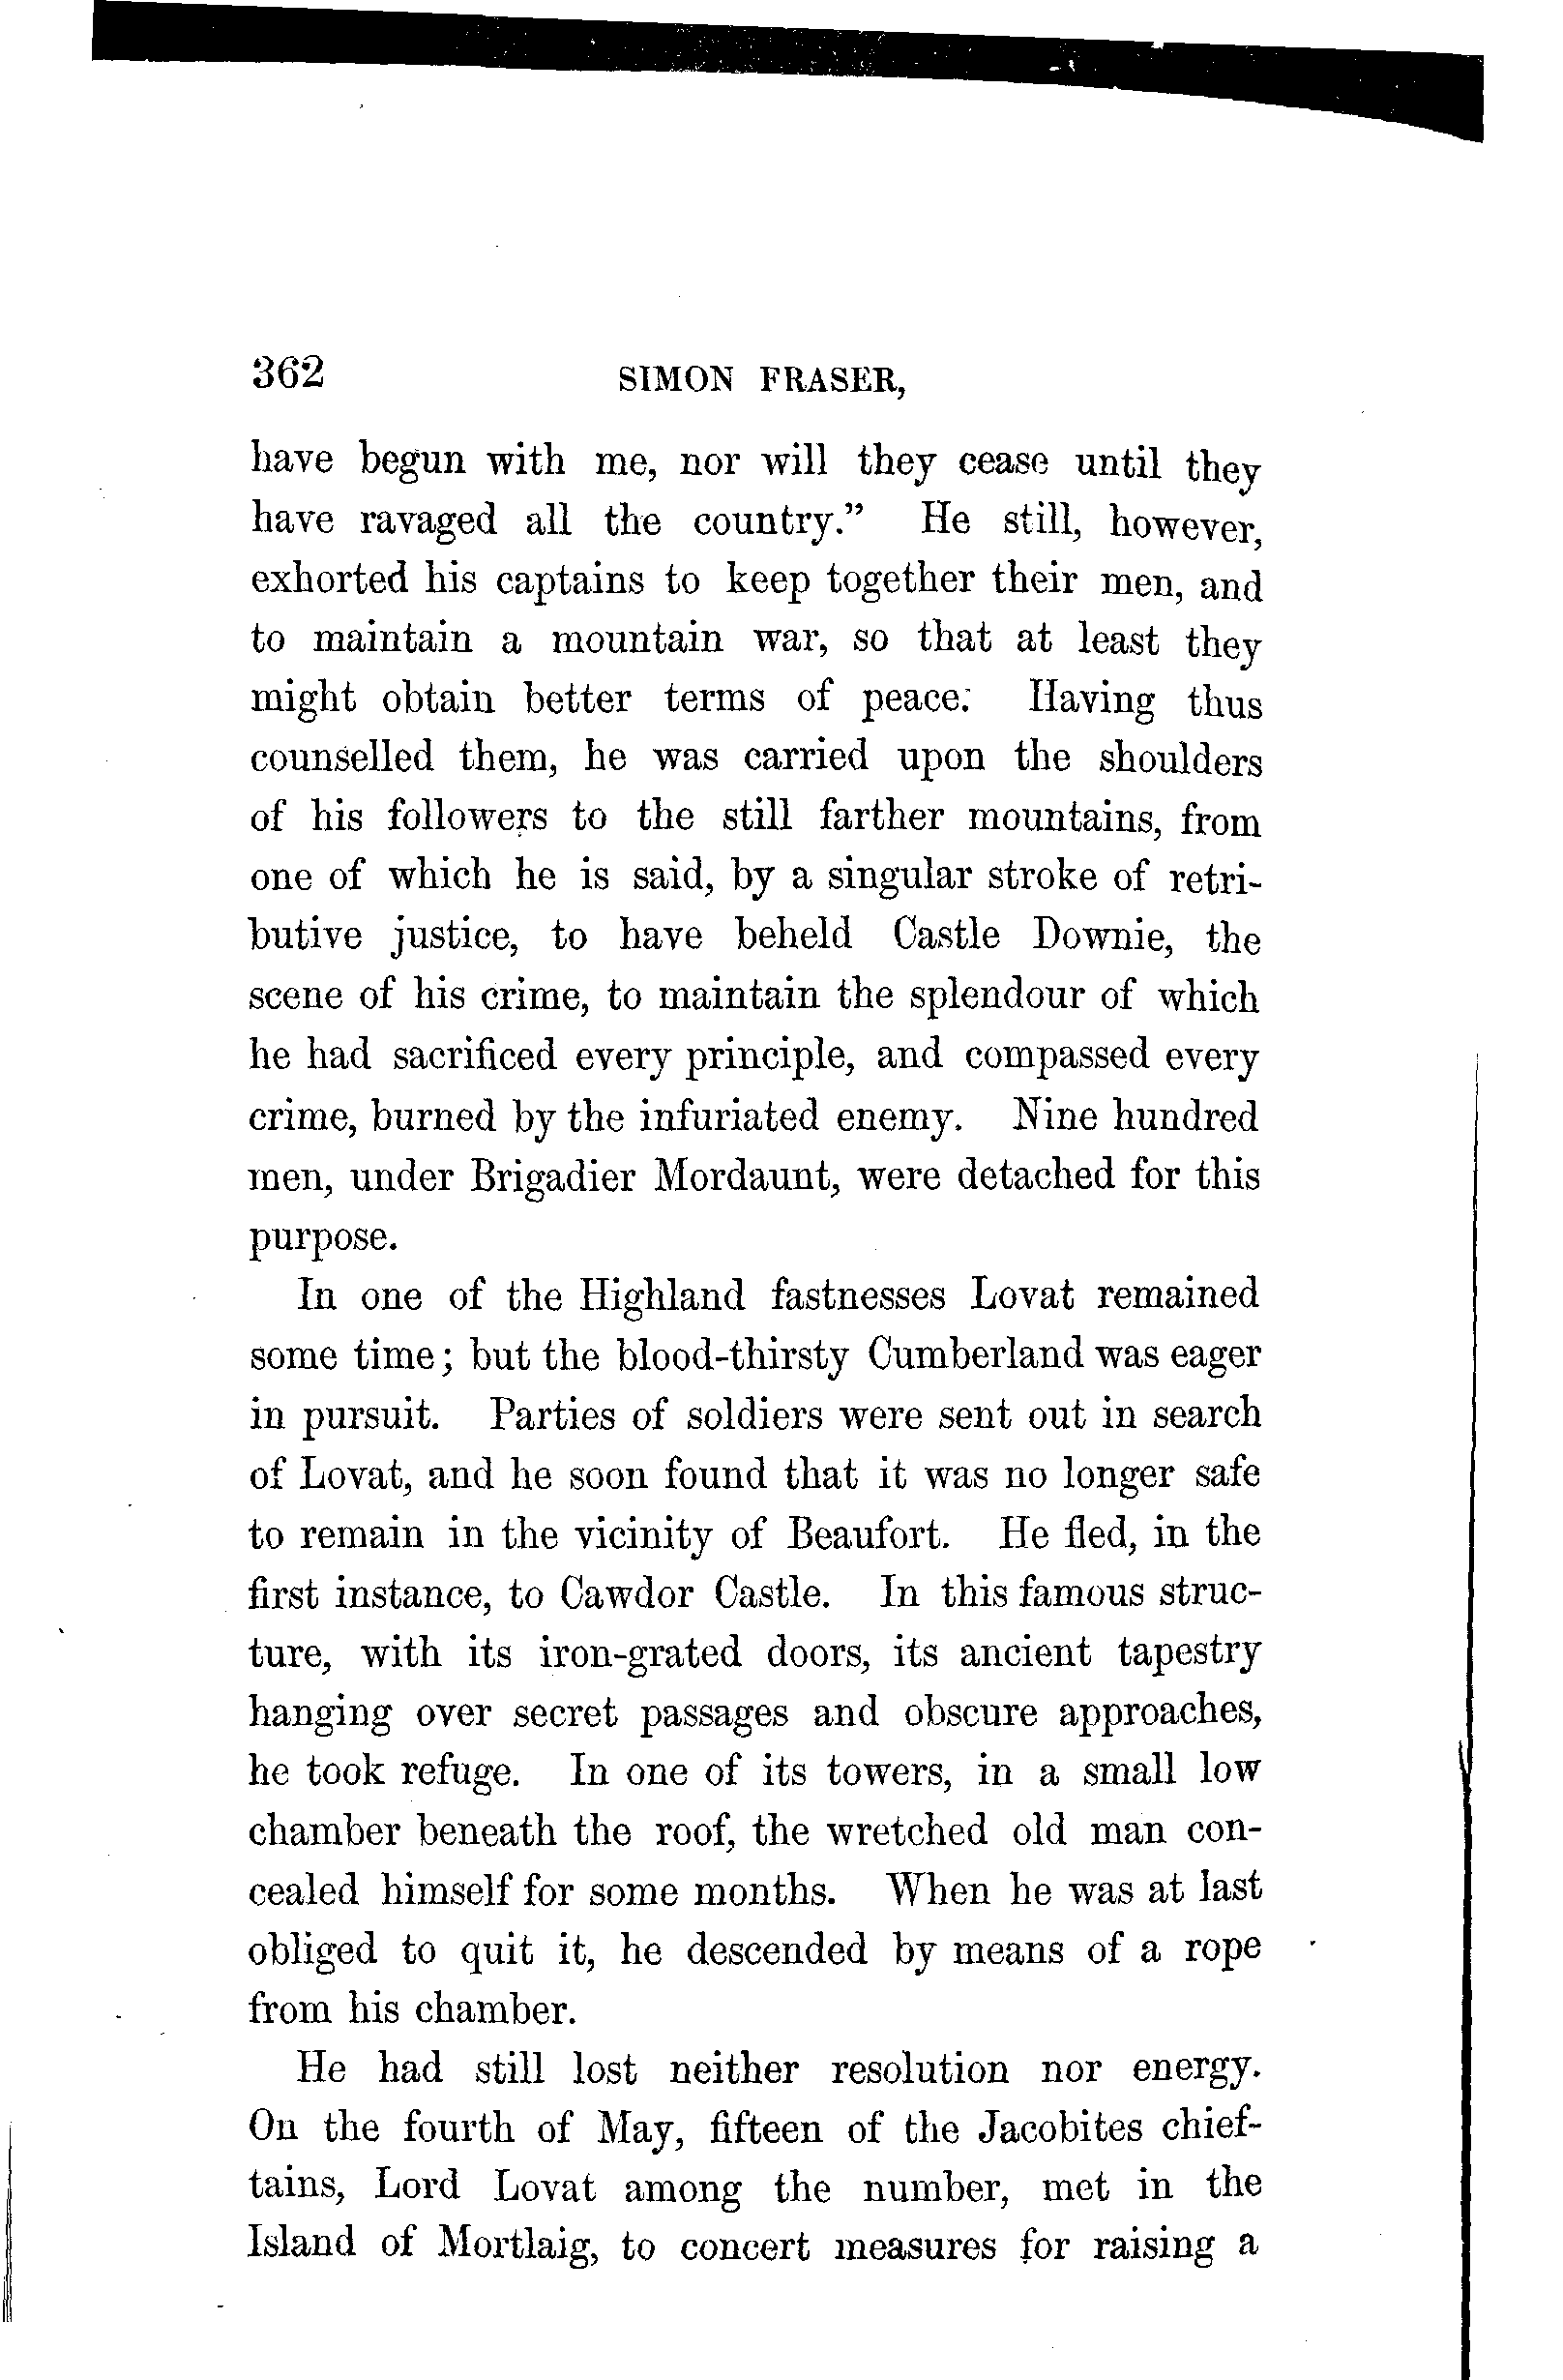 362 SIMON FRASER,
have begun with me, nor will they cease until they
have ravaged all the country.” He still, however,
exhorted his captains to keep together their men, and
to maintain a mountain war, so that at least they
might obtain better terms of peace. Having thus
counselled them, he was carried upon the shoulders
of his followers to the still farther mountains, from
one of which he is said, by a singular stroke of retri-
butive justice, to have beheld Castle Downie, the
scene of his crime, to maintain the splendour of which
he had sacrificed every principle, and compassed every
crime, burned by the infuriated enemy. Nine hundred
men, under Brigadier Mordaunt, were detached for this
purpose.
In one of the Highland fastnesses Lovat remained
some time; but the blood-thirsty Cumberland was eager
in pursuit. Parties of soldiers were sent out in search
of Lovat, and he soon found that it was no longer safe
to remain in the vicinity of Beaufort. He fled, in the
first instance, to Cawdor Castle. In this famous struc-
ture, with its iron-grated doors, its ancient tapestry
hanging over secret passages and obscure approaches,
he took refuge. In one of its towers, in a small low
chamber beneath the roof, the wretched old man con-
cealed himself for some months. When he was at last
obliged to quit it, he descended by means of a rope
from his chamber.
He had still lost neither resolution nor energy.
On the fourth of May, fifteen of the Jacobites chief-
tains, Lord Lovat among the number, met in the
Island of Mortlaig, to concert measures for raising a